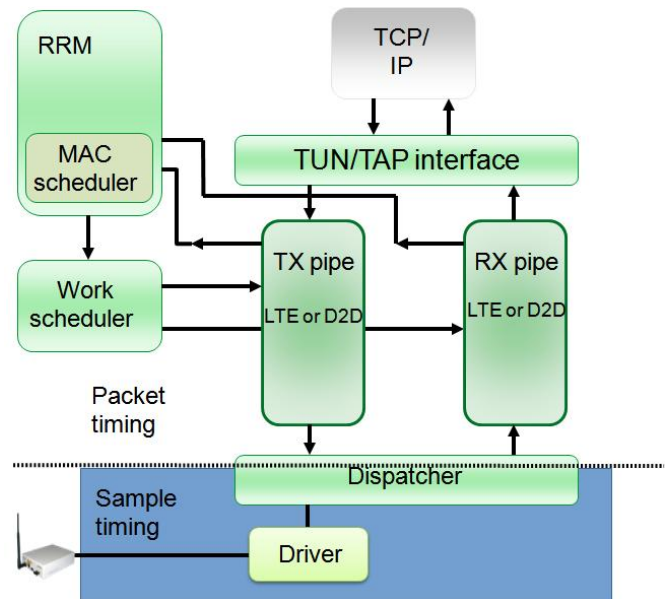 RRM
MAC
scheduler
TCP/
IP
TUN/TAP interface
Work
scheduler
TX pipe
LTE or D2D
RX pipe
LTE or D2D
Packet
timing
Dispatcher
Sample
timing
Driver